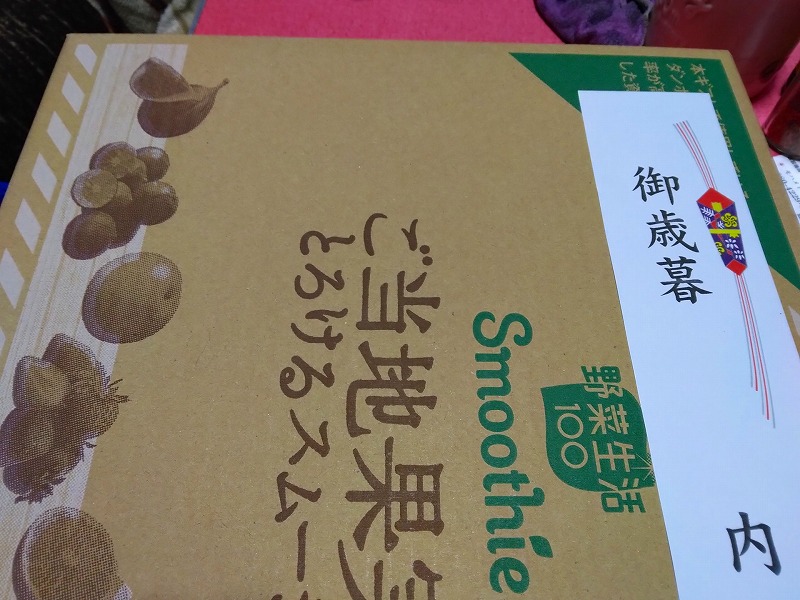 御歳暮
内
野菜生活
100
Smoothie
ご当地果
とろけるスムー